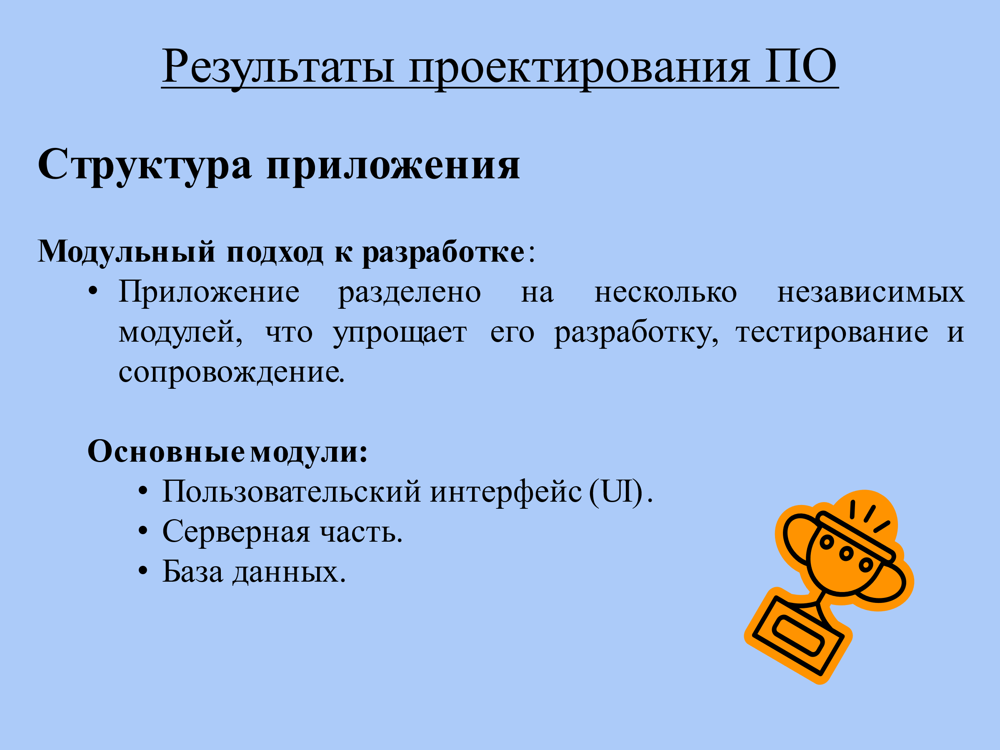 Результаты проектирования ПО
Структура приложения
Модульный подход к разработке:
• Приложение разделено на несколько независимых
модулей, что упрощает его разработку, тестирование и
сопровождение.
Основные модули:
• Пользовательский интерфейс (UI).
• Серверная часть.
• База данных.